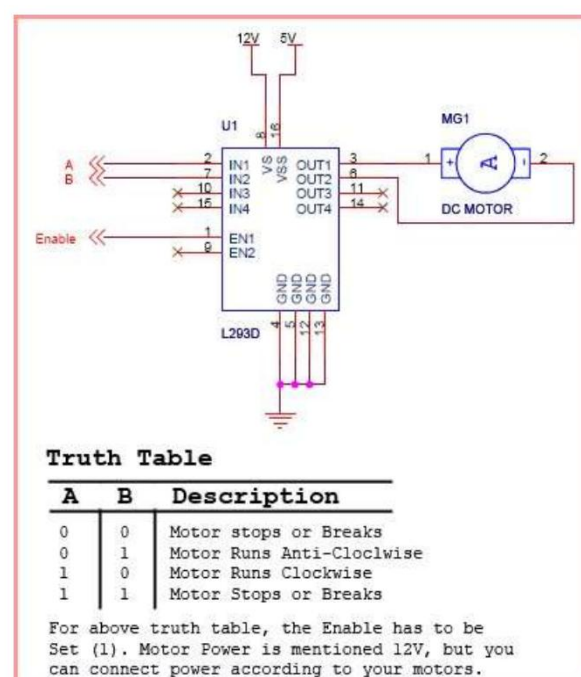 12V 5V
U1
MG1
8 16
VS VSS
A 2 IN1 OUT1 3 1 + A - 2
B 7 IN2 OUT2 6
10 IN3 OUT3 11
15 IN4 OUT4 14
DC MOTOR
Enable 1 EN1
9 EN2
GND GND GND GND
L293D
4 5 12 13
Truth Table
A B Description
0 0 Motor stops or Breaks
0 1 Motor Runs Anti-Cloclwise
1 0 Motor Runs Clockwise
1 1 Motor Stops or Breaks
For above truth table, the Enable has to be
Set (1). Motor Power is mentioned 12V, but you
can connect power according to your motors.